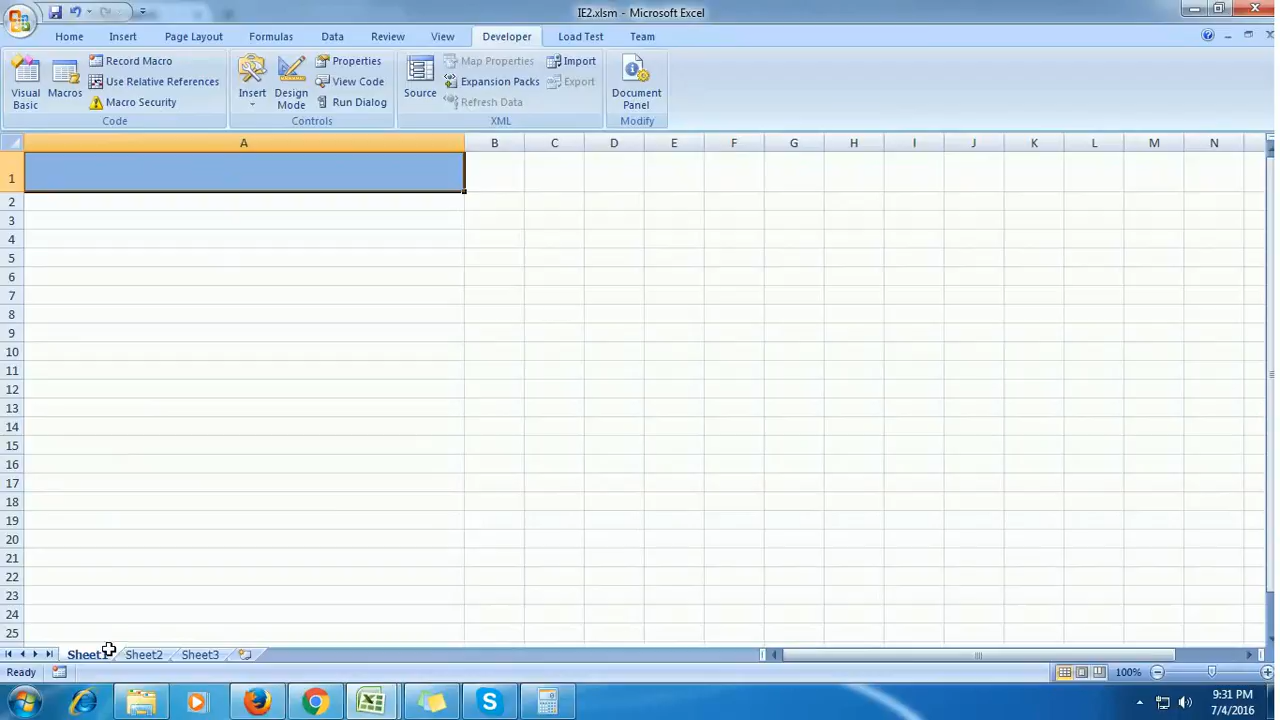 IE2.xlsm - Microsoft Excel
Home Insert Page Layout Formulas Data Review View Developer Load Test Team
Visual Basic
Macros
Record Macro
Use Relative References
Macro Security
Code
Insert
Design Mode
Properties
View Code
Run Dialog
Controls
Source
Map Properties
Expansion Packs
Refresh Data
Import
Export
XML
Document Panel
Modify
A B C D E F G H I J K L M N
1
2
3
4
5
6
7
8
9
10
11
12
13
14
15
16
17
18
19
20
21
22
23
24
25
Sheet1 Sheet2 Sheet3
Ready 100%
9:31 PM
7/4/2016